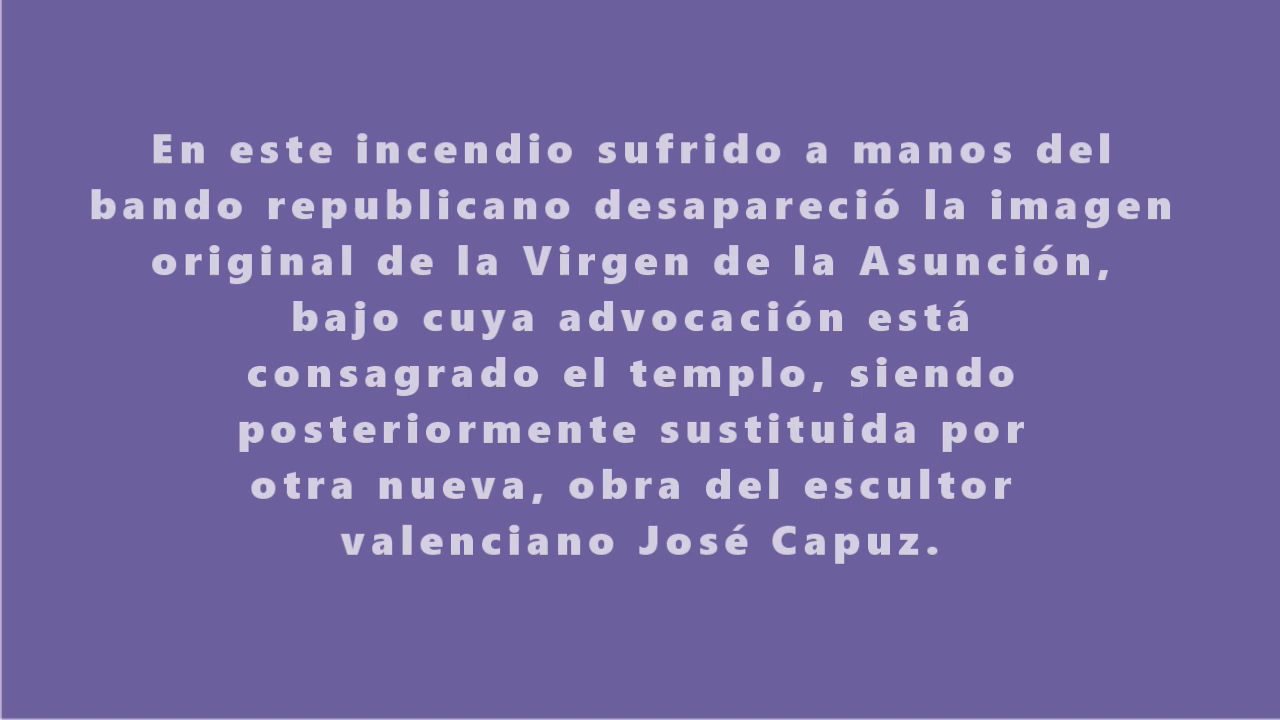 En este incendio sufrido a manos del
bando republicano desapareció la imagen
original de la Virgen de la Asunción,
bajo cuya advocación está
consagrado el templo, siendo
posteriormente sustituida por
otra nueva, obra del escultor
valenciano José Capuz.